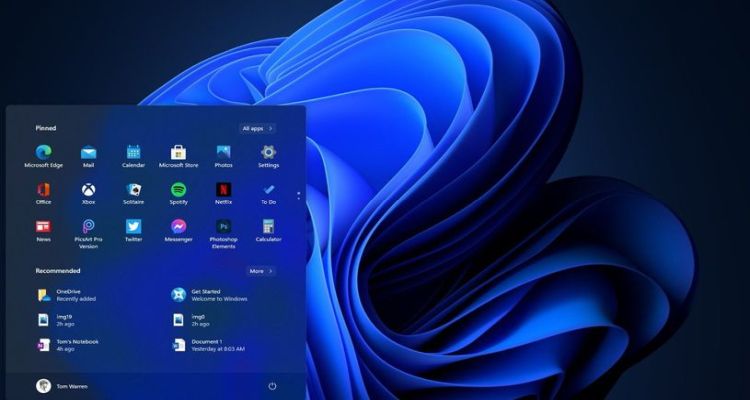 Pinned
All apps
Microsoft Edge
Mail
Calendar
Microsoft Store
Photos
Settings
Office
Xbox
Solitaire
Spotify
Netflix
To Do
News
PicsArt Pro
Version
Twitter
Messenger
Photoshop
Elements
Calculator
Recommended
More
OneDrive
Recently added
Get Started
Welcome to Windows
img19
2h ago
img0
2h ago
Tom's Notebook
4h ago
Document 1
Yesterday at 8:03 AM
Tom Warren